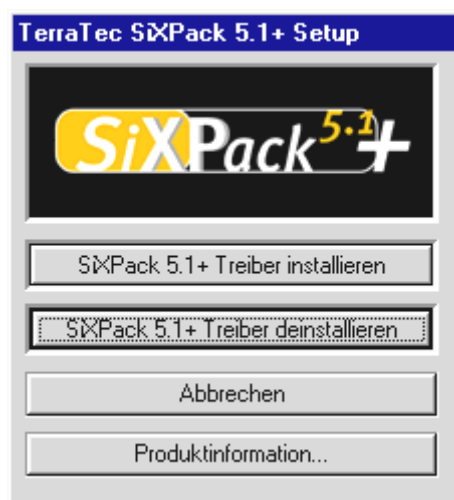 TerraTec SiXPack 5.1+ Setup
SiXPack 5.1+
SiXPack 5.1+ Treiber installieren
SiXPack 5.1+ Treiber deinstallieren
Abbrechen
Produktinformation...